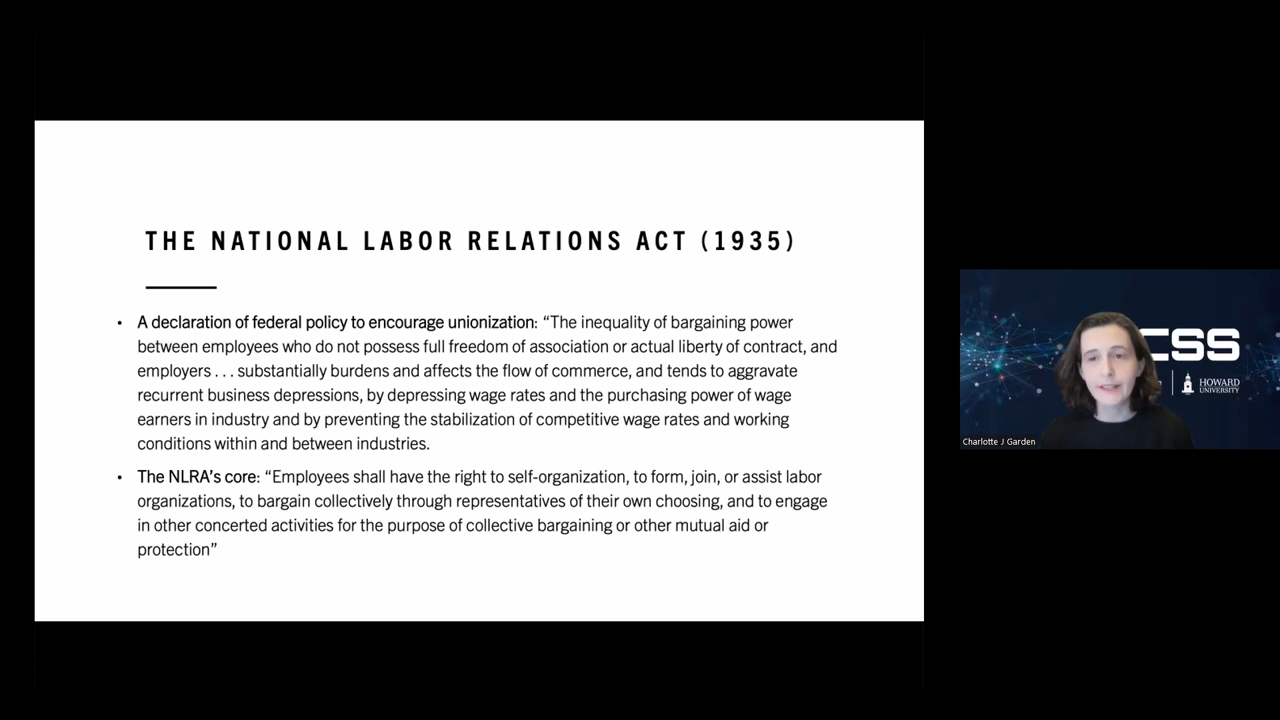 THE NATIONAL LABOR RELATIONS ACT (1935)
• A declaration of federal policy to encourage unionization: “The inequality of bargaining power
between employees who do not possess full freedom of association or actual liberty of contract, and
employers . . . substantially burdens and affects the flow of commerce, and tends to aggravate
recurrent business depressions, by depressing wage rates and the purchasing power of wage
earners in industry and by preventing the stabilization of competitive wage rates and working
conditions within and between industries.
• The NLRA’s core: “Employees shall have the right to self-organization, to form, join, or assist labor
organizations, to bargain collectively through representatives of their own choosing, and to engage
in other concerted activities for the purpose of collective bargaining or other mutual aid or
protection”
CSS
HOWARD
UNIVERSITY
Charlotte J Garden